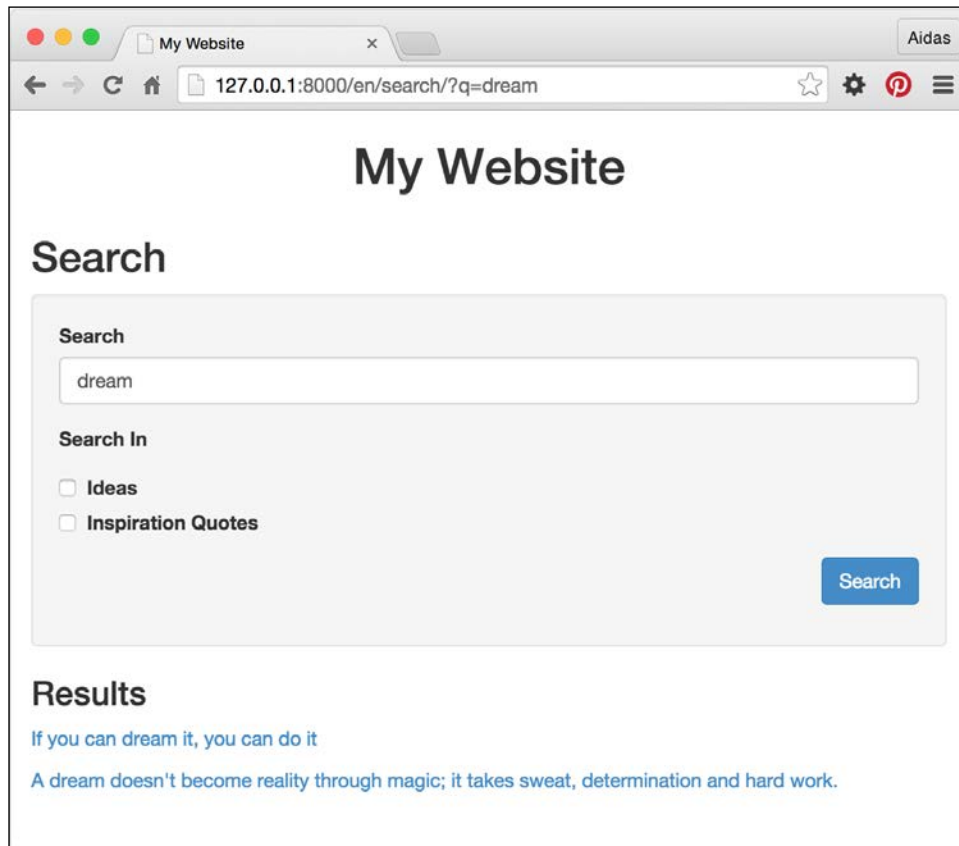 My Website
Aidas
127.0.0.1:8000/en/search/?q=dream
My Website
Search
Search
dream
Search In
Ideas
Inspiration Quotes
Search
Results
If you can dream it, you can do it
A dream doesn't become reality through magic; it takes sweat, determination and hard work.